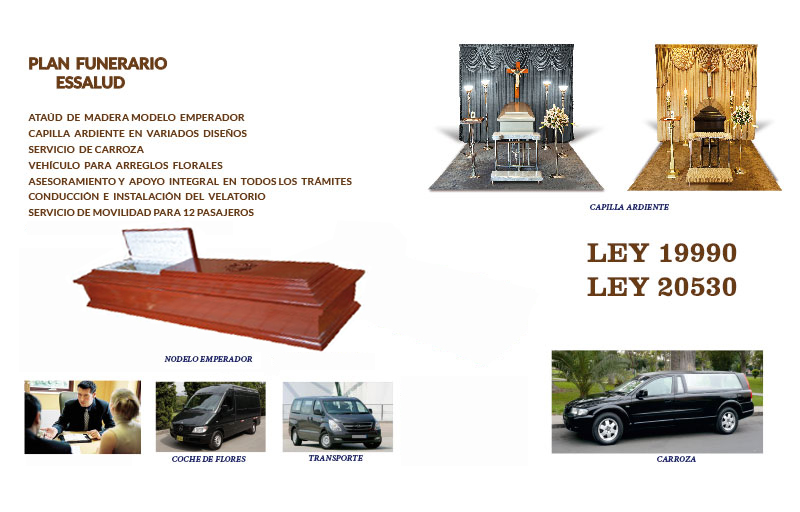 PLAN FUNERARIO
ESSALUD
ATAÚD DE MADERA MODELO EMPERADOR
CAPILLA ARDIENTE EN VARIADOS DISEÑOS
SERVICIO DE CARROZA
VEHÍCULO PARA ARREGLOS FLORALES
ASESORAMIENTO Y APOYO INTEGRAL EN TODOS LOS TRÁMITES
CONDUCCIÓN E INSTALACIÓN DEL VELATORIO
SERVICIO DE MOVILIDAD PARA 12 PASAJEROS
CAPILLA ARDIENTE
LEY 19990
LEY 20530
NODELO EMPERADOR
COCHE DE FLORES
TRANSPORTE
CARROZA